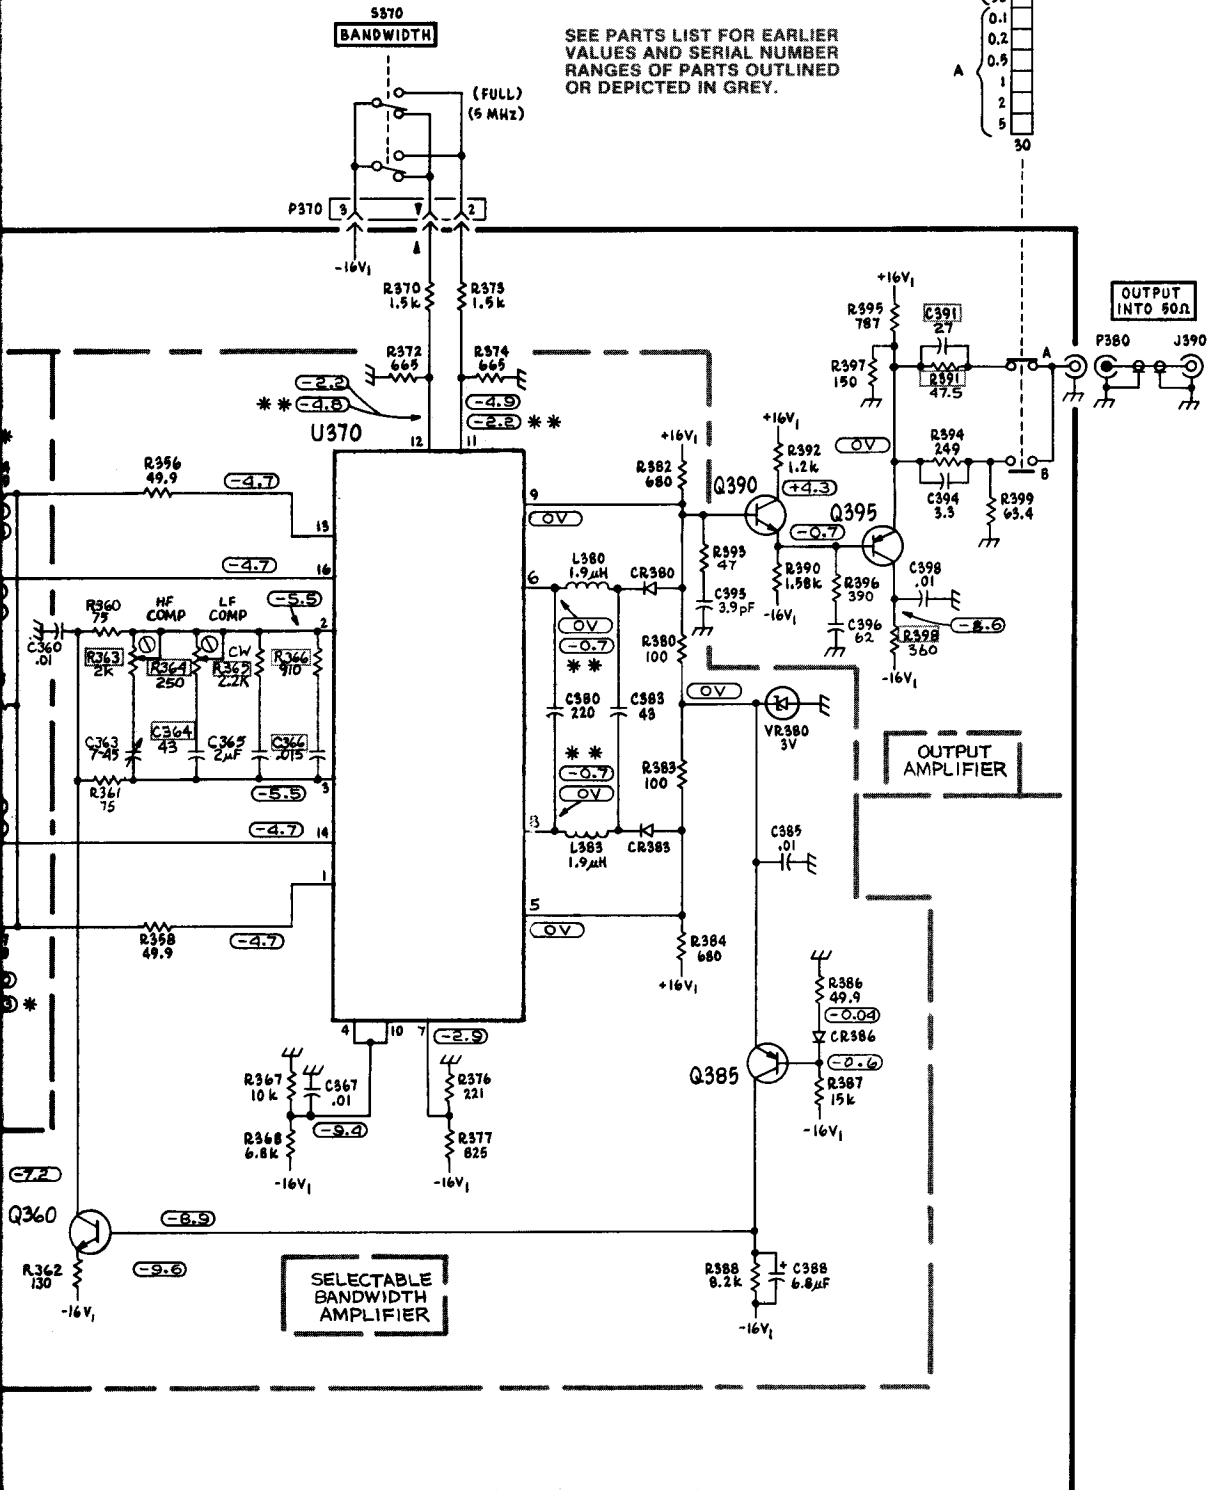 S370
BANDWIDTH
SEE PARTS LIST FOR EARLIER
VALUES AND SERIAL NUMBER
RANGES OF PARTS OUTLINED
OR DEPICTED IN GREY.
0.1
0.2
0.5
A
1
2
5
30
(FULL)
(5 MHz)
P370
3
2
-16V1
R370
1.5k
R373
1.5k
R372
665
R374
665
-2.2
** -4.8
-4.9
-2.2 **
U370
12
11
+16V1
R395
787
C391
27
R397
150
R391
47.5
A
OUTPUT
INTO 50Ω
P380
J390
R356
49.9
-4.7
13
9
0V
+16V1
R382
680
Q390
+16V1
R392
1.2k
+4.3
0V
R394
249
C394
3.3
B
R399
63.4
Q395
-0.7
-4.7
16
6
L380
1.9μH
CR380
R393
47
C393
3.9pF
R390
1.58k
-16V1
R396
390
C396
62
C398
.01
-8.6
R398
360
-16V1
C360
.01
R360
75
HF
COMP
LF
COMP
-5.5
2
R363
2K
R364
250
CW
R365
2.2K
R366
910
0V
-0.7
**
R380
100
0V
VR380
3V
C363
7-45
C364
43
C365
2μF
C366
.015
C380
220
C383
43
**
-0.7
0V
R383
100
R361
75
-5.5
3
OUTPUT
AMPLIFIER
-4.7
14
8
L383
1.9μH
CR383
C385
.01
1
5
0V
R358
49.9
-4.7
R384
680
+16V1
*
R386
49.9
-0.04
CR386
4
10
7
-2.9
Q385
-0.6
R387
15k
-16V1
R367
10k
C367
.01
R376
221
-9.4
R368
6.8k
-16V1
R377
825
-16V1
-7.2
Q360
-8.9
R362
130
-9.6
-16V1
SELECTABLE
BANDWIDTH
AMPLIFIER
R388
8.2k
+
C388
6.8μF
-16V1